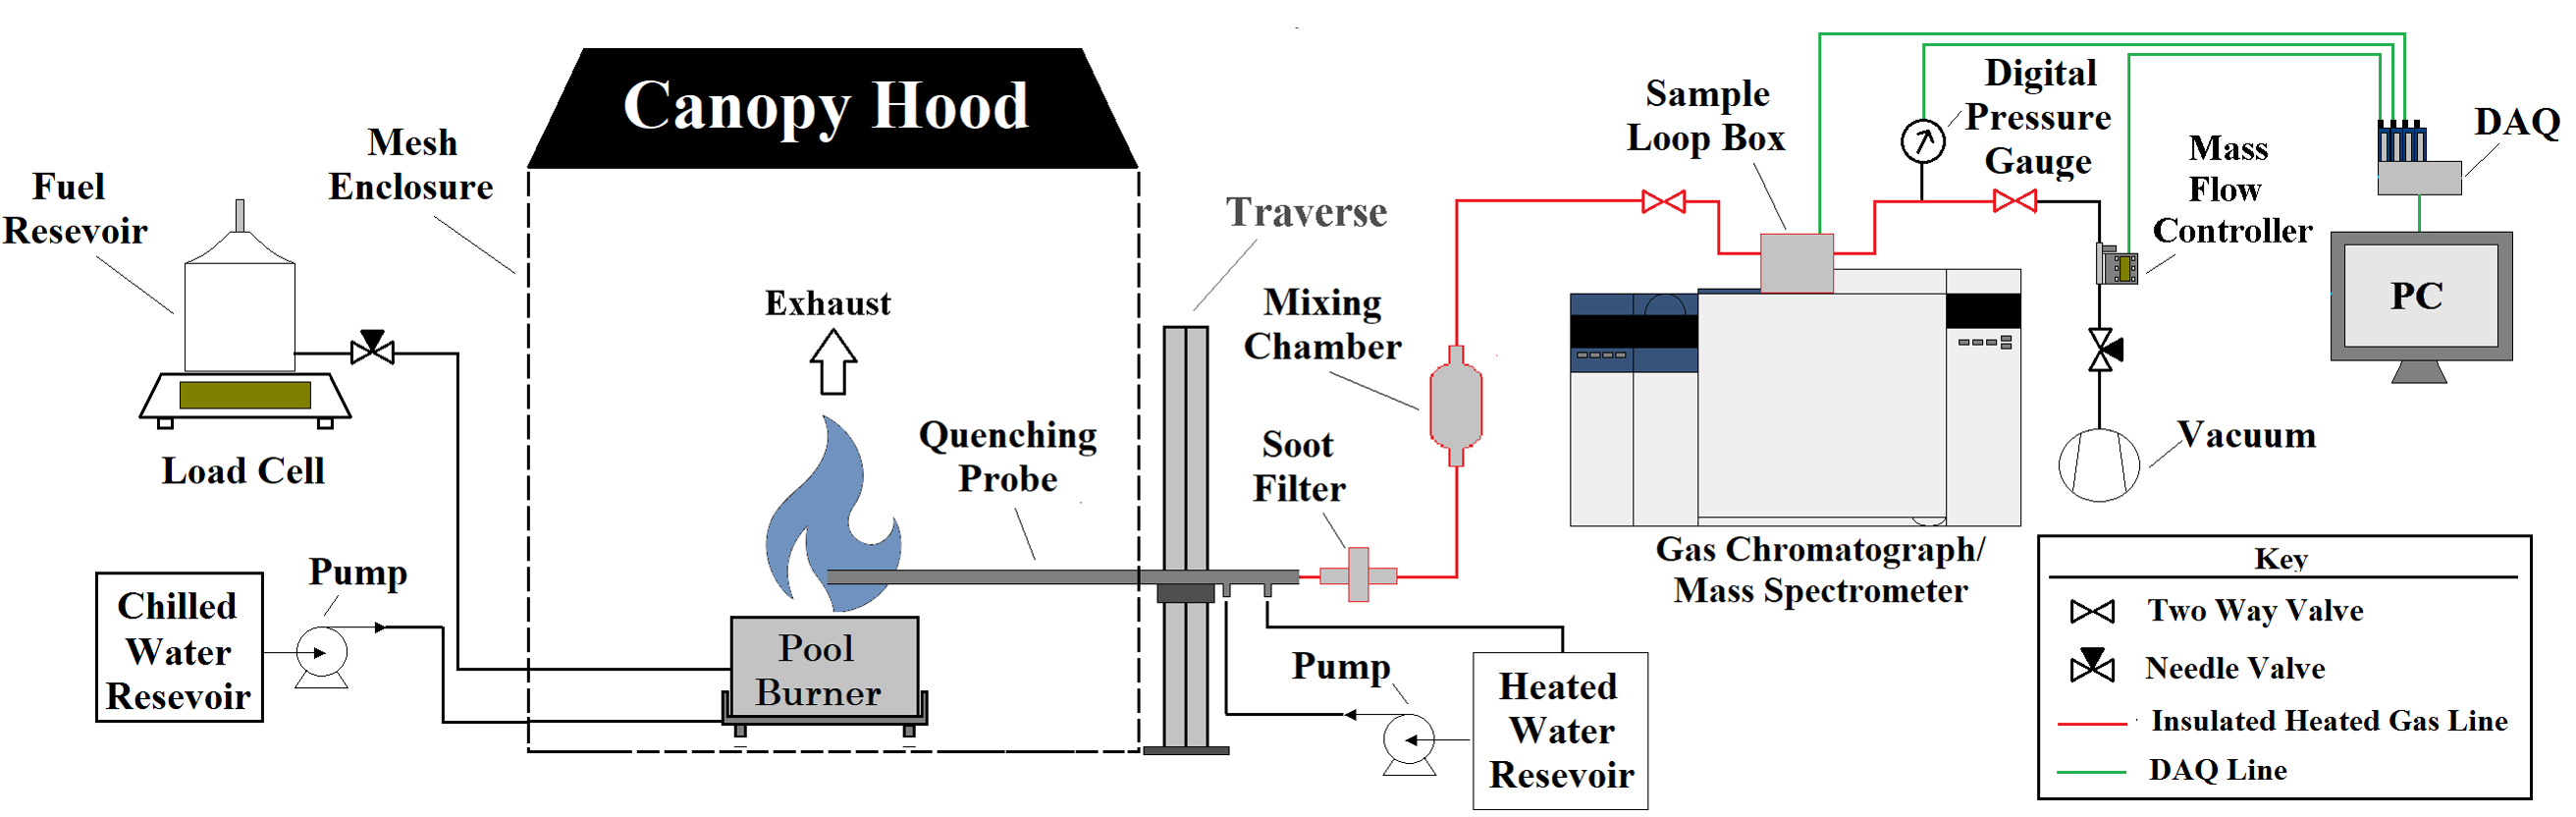 Canopy Hood
Mesh
Enclosure
Fuel
Resevoir
Load Cell
Exhaust
Quenching
Probe
Pool
Burner
Pump
Chilled
Water
Resevoir
Traverse
Mixing
Chamber
Soot
Filter
Pump
Heated
Water
Resevoir
Sample
Loop Box
Gas Chromatograph/
Mass Spectrometer
Digital
Pressure
Gauge
Mass
Flow
Controller
DAQ
PC
Vacuum
Key
Two Way Valve
Needle Valve
Insulated Heated Gas Line
DAQ Line